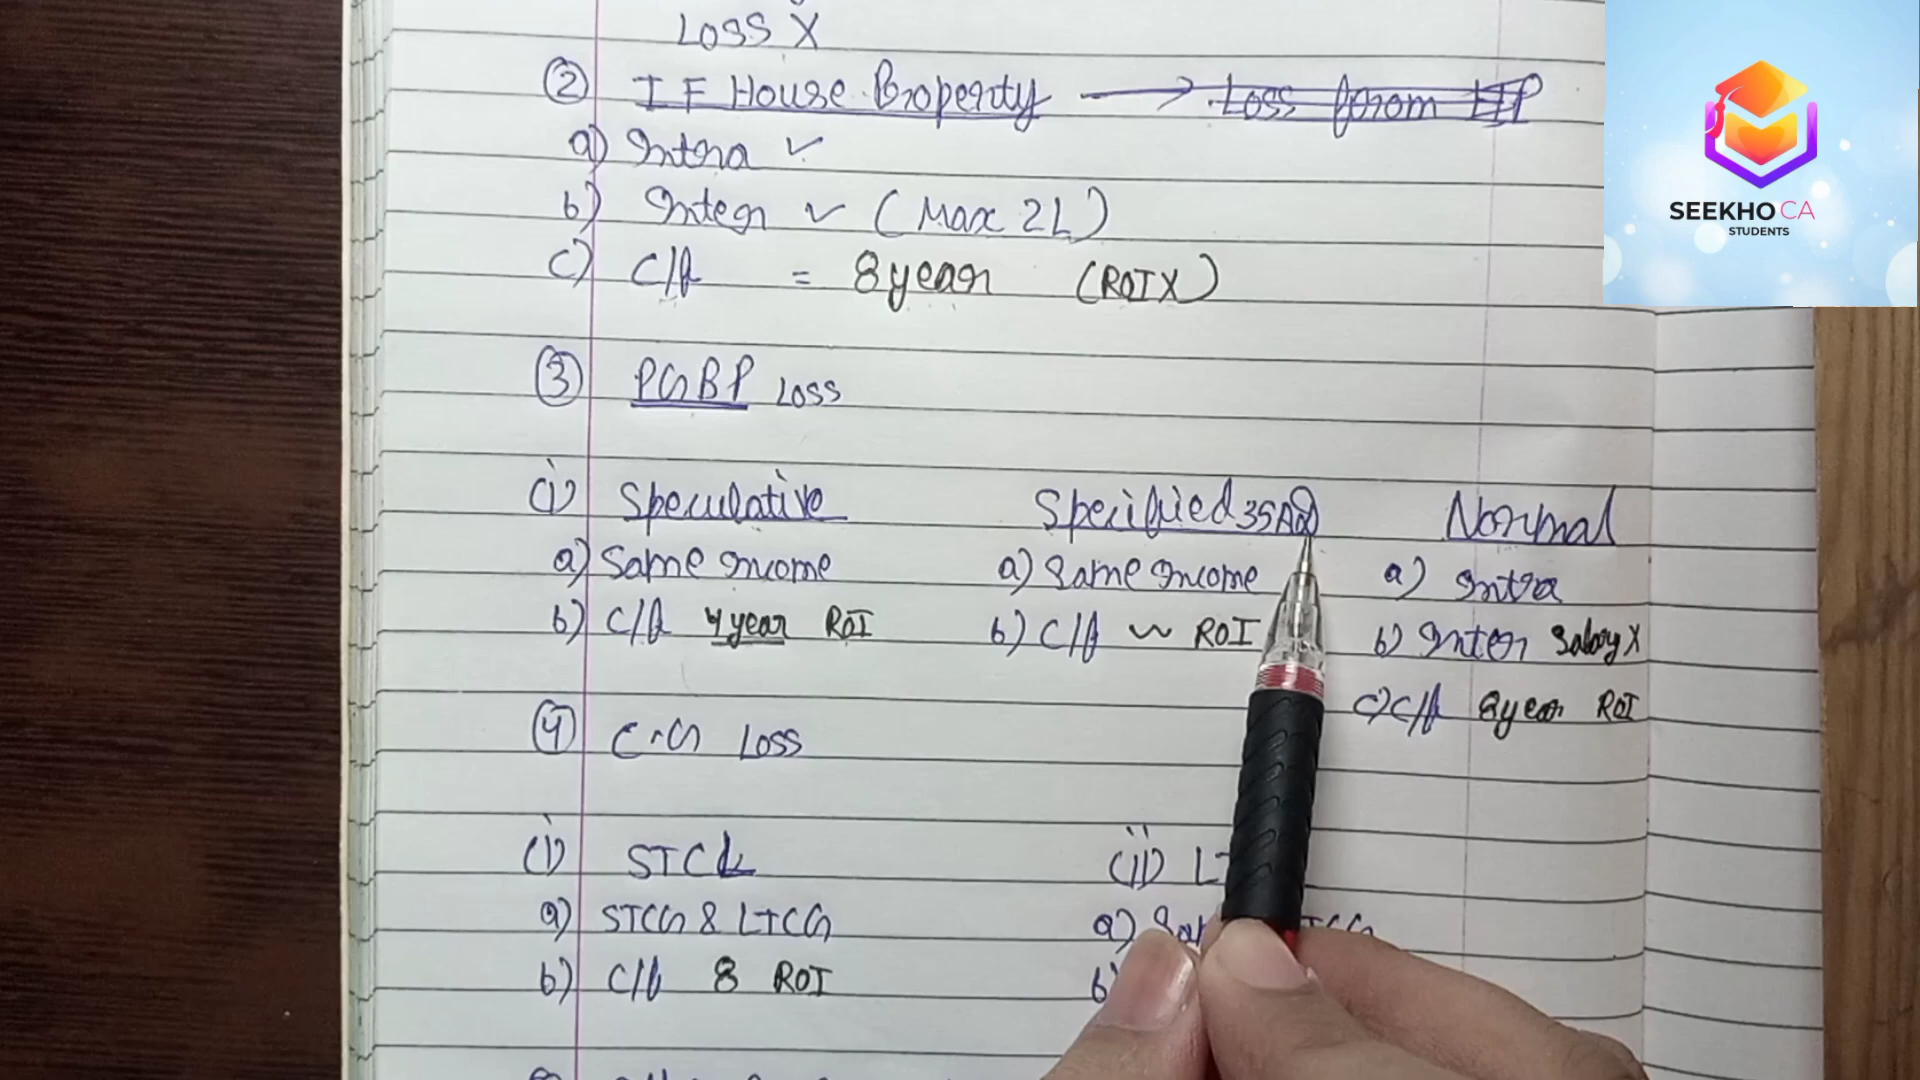 Loss X
② IF House Property → Loss from HP
a) Intra ✓
b) Inter ✓ (Max 2L)
c) C/f = 8 year (ROI X)
③ PGBP Loss
(i) Speculative Specified 35AD Normal
a) Same Income a) Same Income a) Intra
b) C/f 4 year ROI b) C/f ~ ROI b) Inter Salary X
c) C/f 8 year ROI
④ C.G Loss
(i) STCL (ii) L
a) STCG & LTCG a)
b) C/f 8 ROI b)
SEEKHO CA
STUDENTS